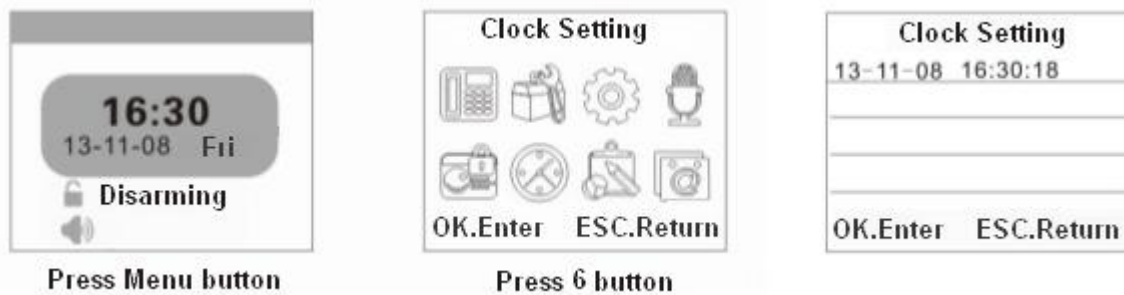 16:30
13-11-08 Fri
Disarming
Press Menu button
Clock Setting
OK.Enter ESC.Return
Press 6 button
Clock Setting
13-11-08 16:30:18
OK.Enter ESC.Return